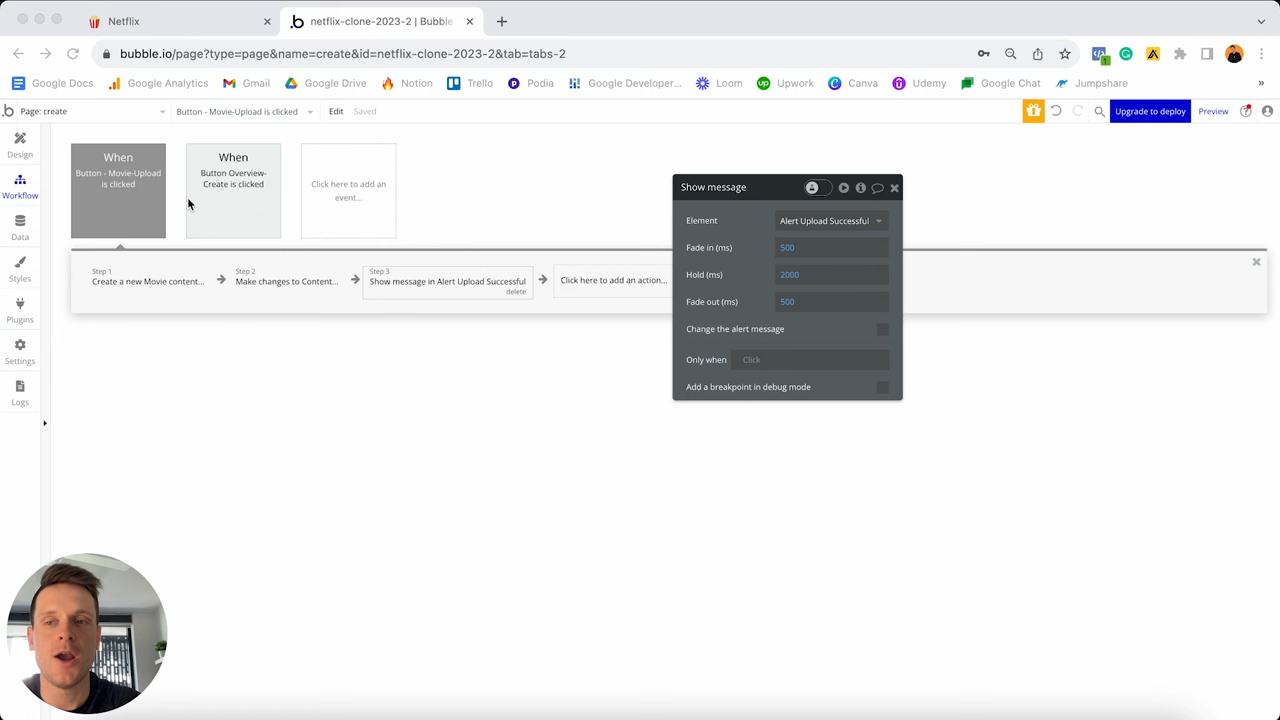 Netflix
netflix-clone-2023-2 | Bubble
bubble.io/page?type=page&name=create&id=netflix-clone-2023-2&tab=tabs-2
1
Google Docs
Google Analytics
Gmail
Google Drive
Notion
Trello
Podia
Google Developer...
Loom
Upwork
Canva
Udemy
Google Chat
Jumpshare
»
Page: create
Button - Movie-Upload is clicked
Edit
Saved
Upgrade to deploy
Preview
Design
Workflow
Data
Styles
Plugins
Settings
Logs
When
Button - Movie-Upload
is clicked
When
Button Overview-
Create is clicked
Click here to add an
event...
Step 1
Create a new Movie content...
Step 2
Make changes to Content...
Step 3
Show message in Alert Upload Successful
delete
Click here to add an action...
Show message
Element
Alert Upload Successful
Fade in (ms)
500
Hold (ms)
2000
Fade out (ms)
500
Change the alert message
Only when
Click
Add a breakpoint in debug mode